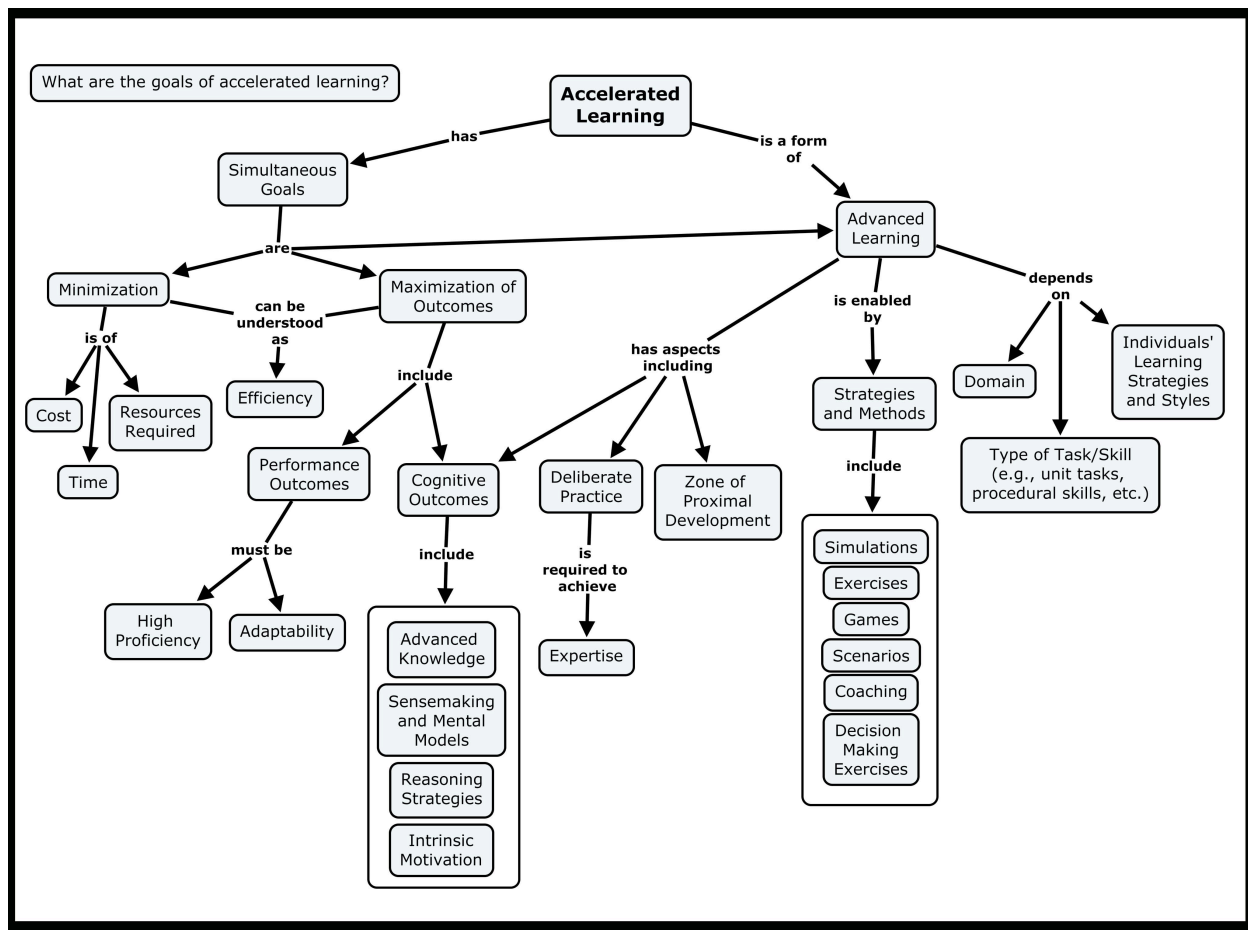 What are the goals of accelerated learning?
Accelerated
Learning
has
is a form
of
Simultaneous
Goals
Advanced
Learning
are
Minimization
Maximization of
Outcomes
can be
understood
as
is of
Efficiency
Cost
Resources
Required
Time
include
Performance
Outcomes
Cognitive
Outcomes
must be
High
Proficiency
Adaptability
include
Advanced
Knowledge
Sensemaking
and Mental
Models
Reasoning
Strategies
Intrinsic
Motivation
has aspects
including
Deliberate
Practice
Zone of
Proximal
Development
is
required to
achieve
Expertise
is enabled
by
Strategies
and Methods
include
Simulations
Exercises
Games
Scenarios
Coaching
Decision
Making
Exercises
depends
on
Domain
Individuals'
Learning
Strategies
and Styles
Type of Task/Skill
(e.g., unit tasks,
procedural skills, etc.)